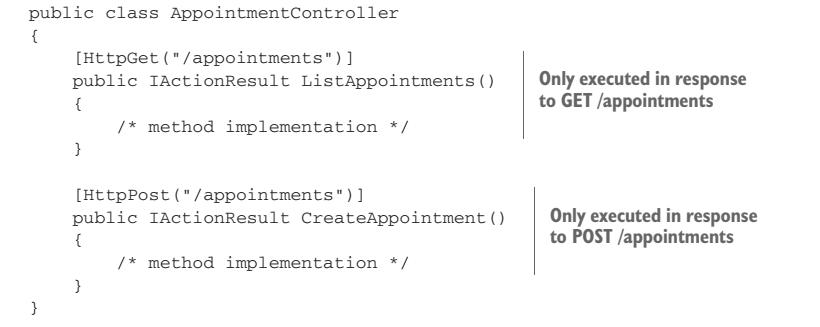 public class AppointmentController
{
    [HttpGet("/appointments")]
    public IActionResult ListAppointments()
    {
        /* method implementation */
    }
Only executed in response
to GET /appointments
    [HttpPost("/appointments")]
    public IActionResult CreateAppointment()
    {
        /* method implementation */
    }
Only executed in response
to POST /appointments
}